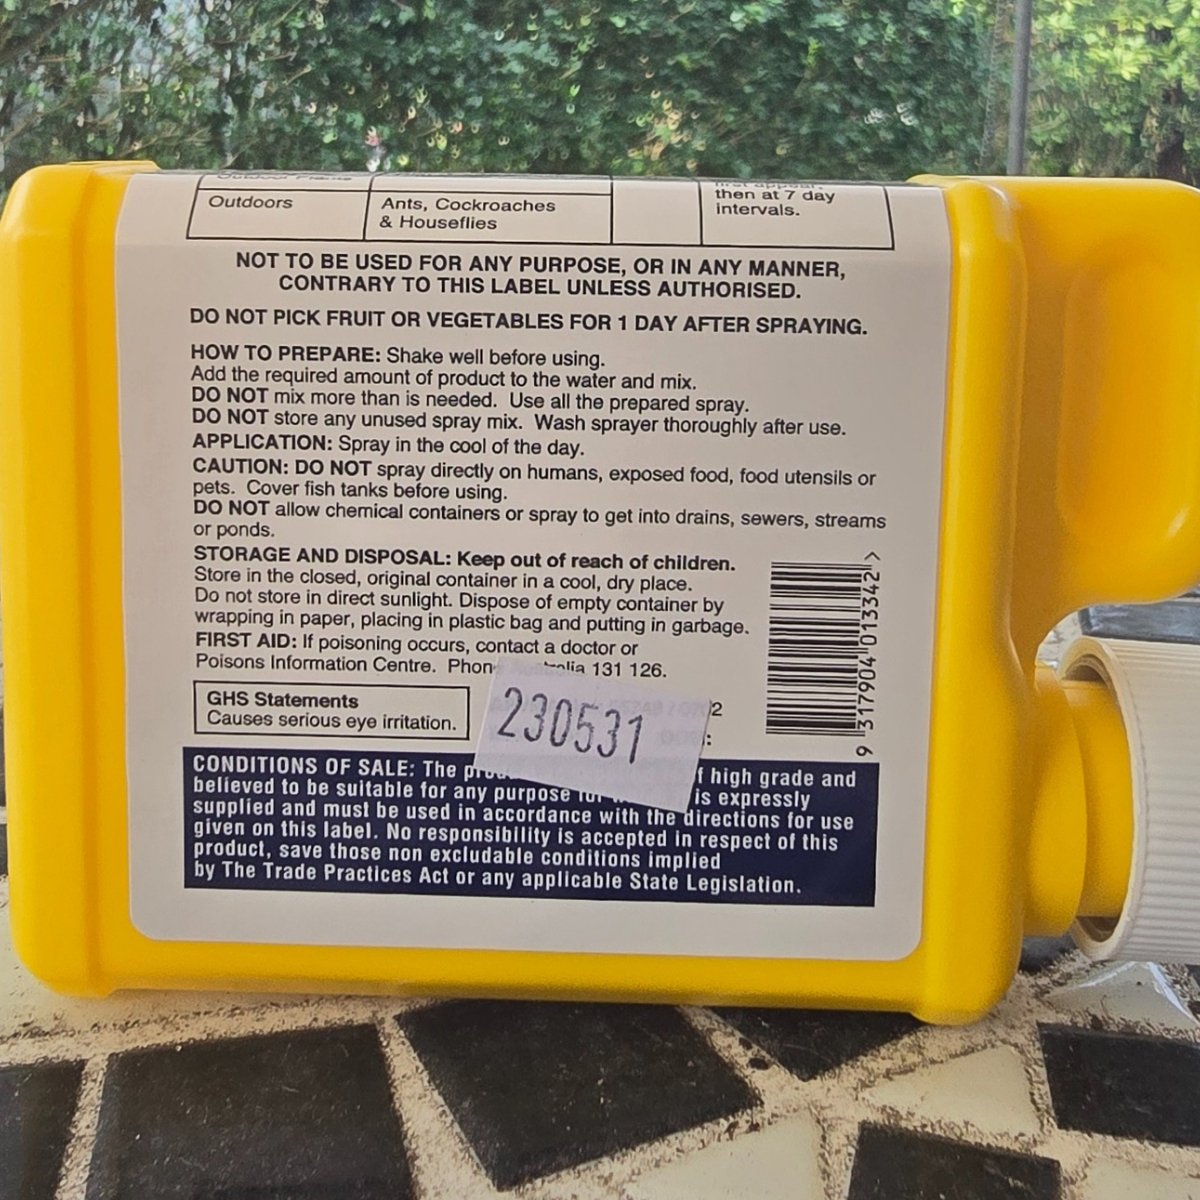 Outdoors
Ants, Cockroaches
& Houseflies
first appear,
then at 7 day
intervals.
NOT TO BE USED FOR ANY PURPOSE, OR IN ANY MANNER,
CONTRARY TO THIS LABEL UNLESS AUTHORISED.
DO NOT PICK FRUIT OR VEGETABLES FOR 1 DAY AFTER SPRAYING.
HOW TO PREPARE: Shake well before using.
Add the required amount of product to the water and mix.
DO NOT mix more than is needed. Use all the prepared spray.
DO NOT store any unused spray mix. Wash sprayer thoroughly after use.
APPLICATION: Spray in the cool of the day.
CAUTION: DO NOT spray directly on humans, exposed food, food utensils or
pets. Cover fish tanks before using.
DO NOT allow chemical containers or spray to get into drains, sewers, streams
or ponds.
STORAGE AND DISPOSAL: Keep out of reach of children.
Store in the closed, original container in a cool, dry place.
Do not store in direct sunlight. Dispose of empty container by
wrapping in paper, placing in plastic bag and putting in garbage.
FIRST AID: If poisoning occurs, contact a doctor or
Poisons Information Centre. Phon 131 126.
GHS Statements
Causes serious eye irritation.
230531
9 317904 013342 >
CONDITIONS OF SALE: The f high grade and
believed to be suitable for any purpose is expressly
supplied and must be used in accordance with the directions for use
given on this label. No responsibility is accepted in respect of this
product, save those non excludable conditions implied
by The Trade Practices Act or any applicable State Legislation.